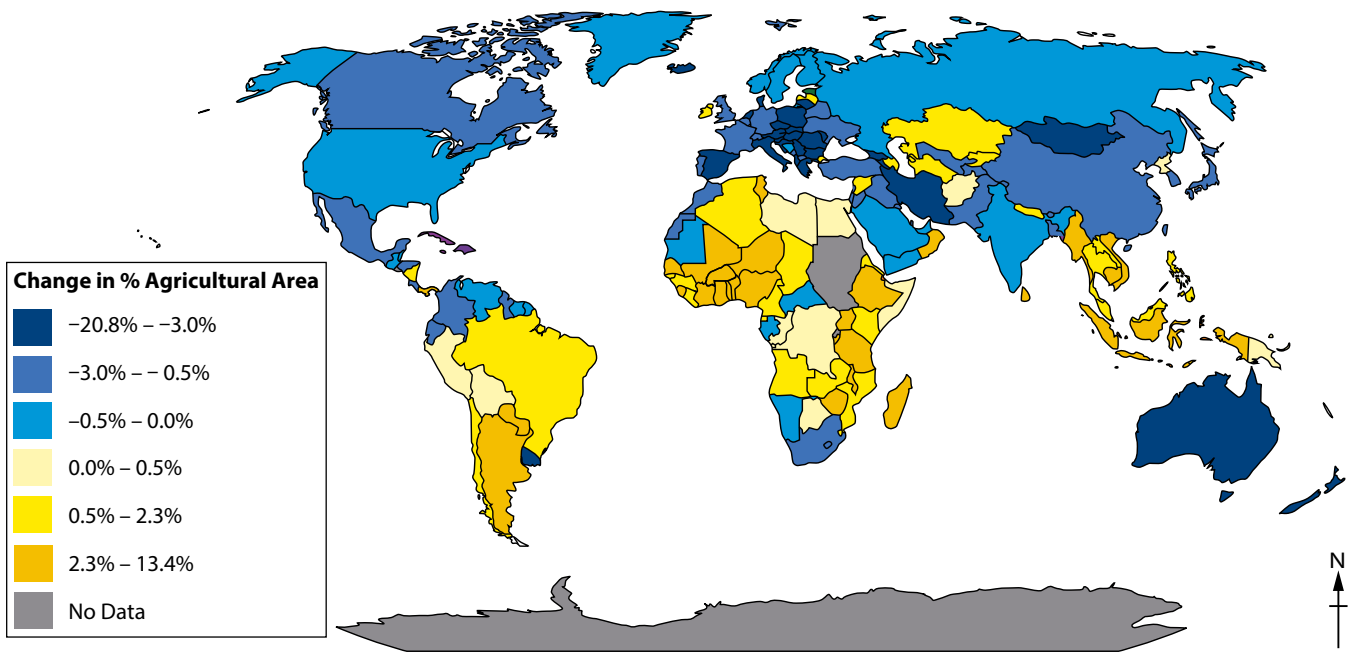 Change in % Agricultural Area
−20.8% – −3.0%
−3.0% – − 0.5%
−0.5% – 0.0%
0.0% – 0.5%
0.5% – 2.3%
2.3% – 13.4%
No Data
N